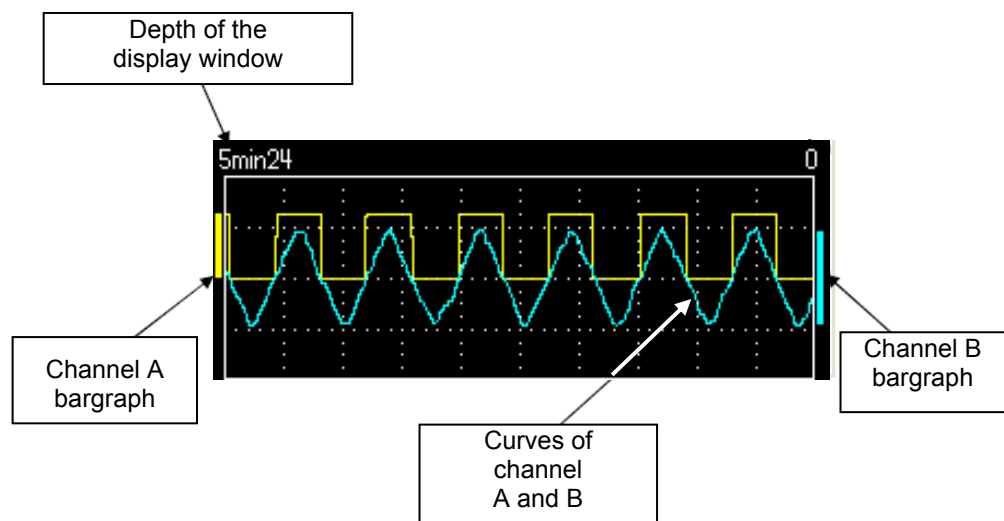 Depth of the
display window
5min24
0
Channel A
bargraph
Channel B
bargraph
Curves of
channel
A and B